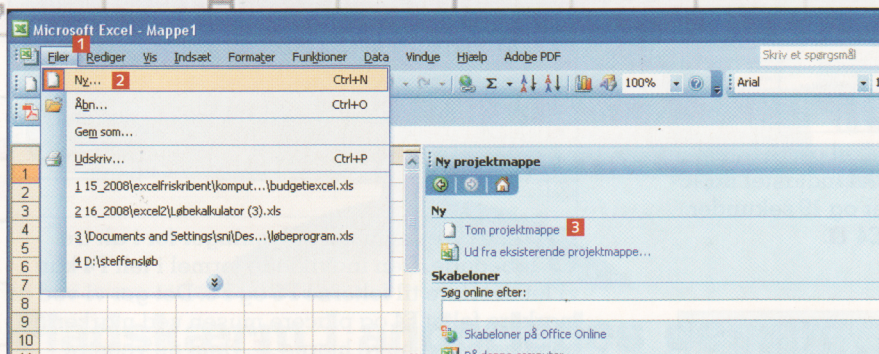 Microsoft Excel - Mappe1
1
Filer Rediger Vis Indsæt Formater Funktioner Data Vindue Hjælp Adobe PDF Skriv et spørgsmål
Ny... 2 Ctrl+N
Σ 100% Arial
Åbn... Ctrl+O
Gem som...
Udskriv... Ctrl+P
1 15_2008\excelfriskribent\komput...\budgetiexcel.xls
2 16_2008\excel2\Løbekalkulator (3).xls
3 \Documents and Settings\sni\Des...\løbeprogram.xls
4 D:\steffensløb
1
2
3
4
5
6
7
8
9
10
Ny projektmappe
Ny
Tom projektmappe 3
Ud fra eksisterende projektmappe...
Skabeloner
Søg online efter:
Skabeloner på Office Online
På denne computer